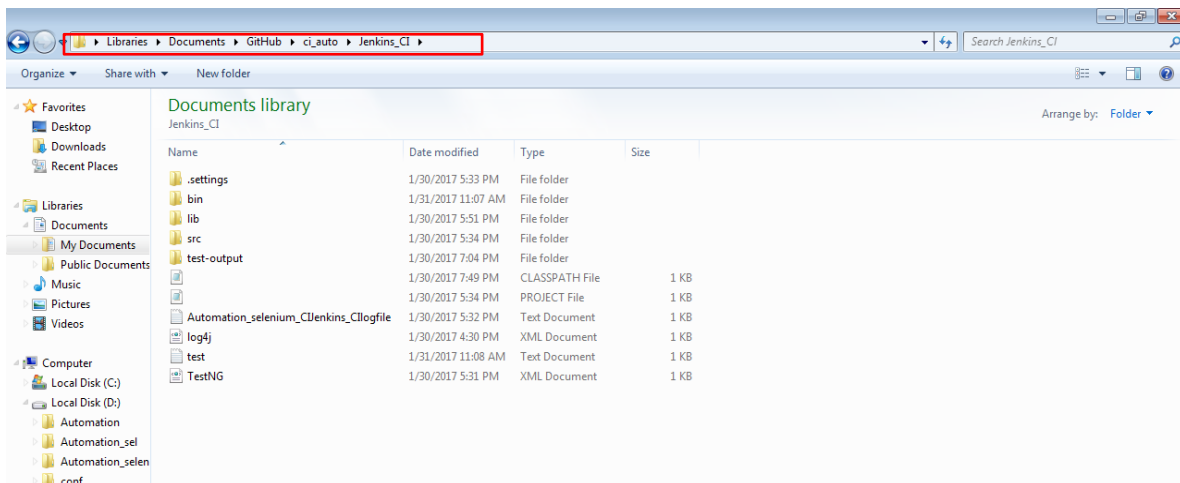 Libraries ▸ Documents ▸ GitHub ▸ ci_auto ▸ Jenkins_CI ▸
Search Jenkins_CI
Organize Share with New folder
Favorites
Desktop
Downloads
Recent Places
Libraries
Documents
My Documents
Public Documents
Music
Pictures
Videos
Computer
Local Disk (C:)
Local Disk (D:)
Automation
Automation_sel
Automation_selen
conf
Documents library
Jenkins_CI
Arrange by: Folder
Name Date modified Type Size
.settings 1/30/2017 5:33 PM File folder
bin 1/31/2017 11:07 AM File folder
lib 1/30/2017 5:51 PM File folder
src 1/30/2017 5:34 PM File folder
test-output 1/30/2017 7:04 PM File folder
1/30/2017 7:49 PM CLASSPATH File 1 KB
1/30/2017 5:34 PM PROJECT File 1 KB
Automation_selenium_CIJenkins_CIlogfile 1/30/2017 5:32 PM Text Document 1 KB
log4j 1/30/2017 4:30 PM XML Document 1 KB
test 1/31/2017 11:08 AM Text Document 1 KB
TestNG 1/30/2017 5:31 PM XML Document 1 KB